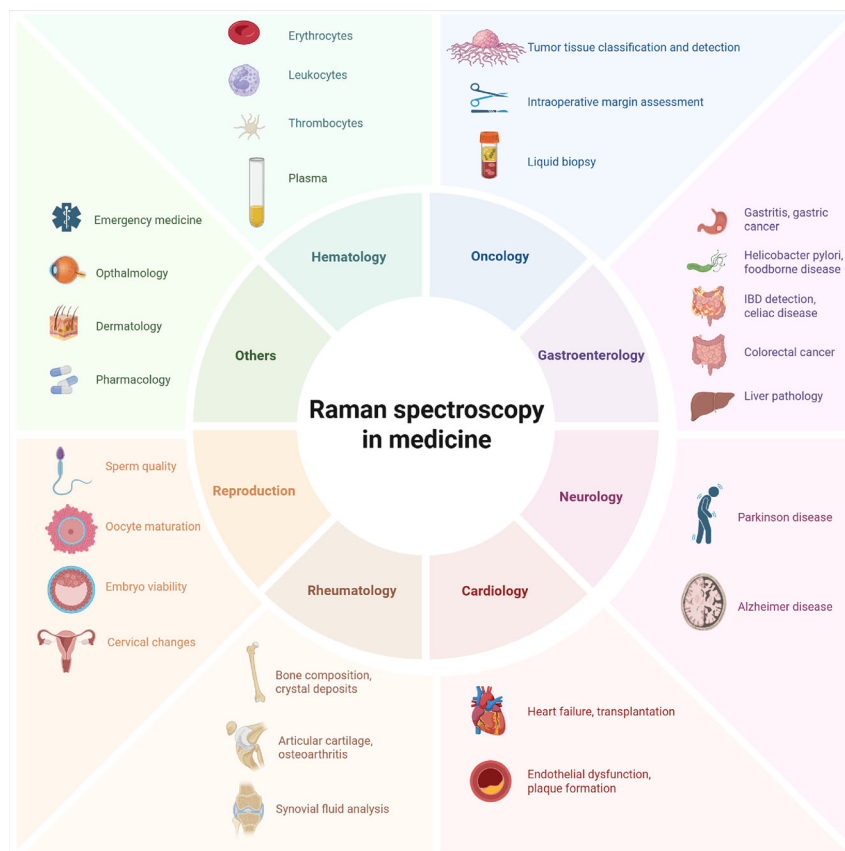 Erythrocytes
Leukocytes
Thrombocytes
Plasma
Hematology
Tumor tissue classification and detection
Intraoperative margin assessment
Liquid biopsy
Oncology
Gastritis, gastric
cancer
Helicobacter pylori,
foodborne disease
IBD detection,
celiac disease
Colorectal cancer
Liver pathology
Gastroenterology
Emergency medicine
Opthalmology
Dermatology
Pharmacology
Others
Raman spectroscopy
in medicine
Sperm quality
Oocyte maturation
Embryo viability
Cervical changes
Reproduction
Neurology
Parkinson disease
Alzheimer disease
Rheumatology
Bone composition,
crystal deposits
Articular cartilage,
osteoarthritis
Synovial fluid analysis
Cardiology
Heart failure, transplantation
Endothelial dysfunction,
plaque formation